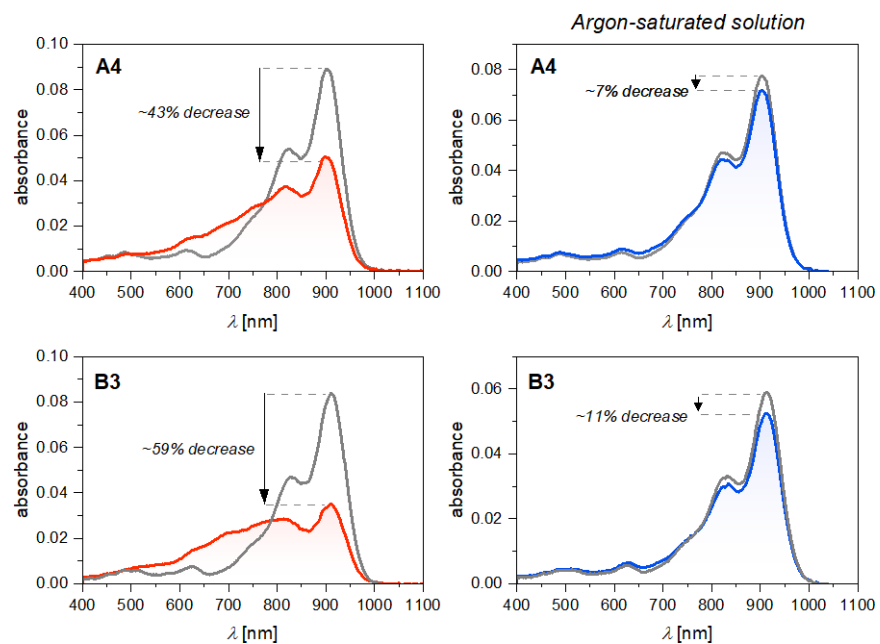 Argon-saturated solution
A4
~43% decrease
absorbance
0.10
0.08
0.06
0.04
0.02
0.00
400 500 600 700 800 900 1000 1100
λ [nm]
A4
~7% decrease
absorbance
0.08
0.06
0.04
0.02
0.00
400 500 600 700 800 900 1000 1100
λ [nm]
B3
~59% decrease
absorbance
0.10
0.08
0.06
0.04
0.02
0.00
400 500 600 700 800 900 1000 1100
λ [nm]
B3
~11% decrease
absorbance
0.06
0.04
0.02
0.00
400 500 600 700 800 900 1000 1100
λ [nm]